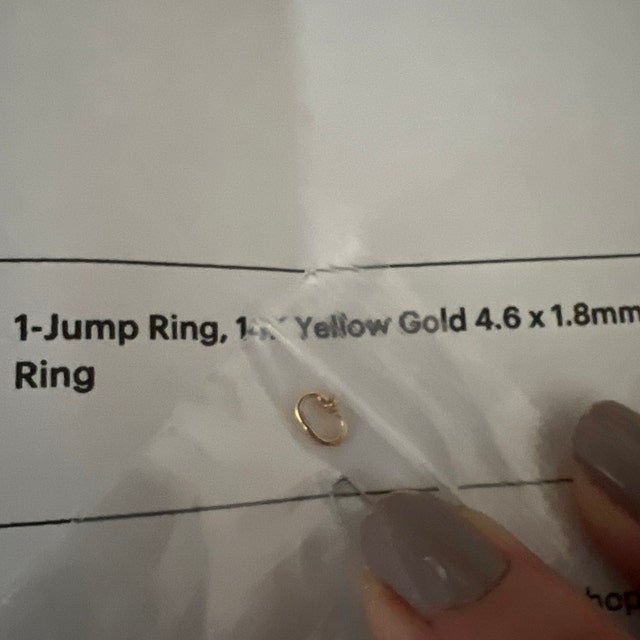 1-Jump Ring, Yellow Gold 4.6 x 1.8mm
Ring